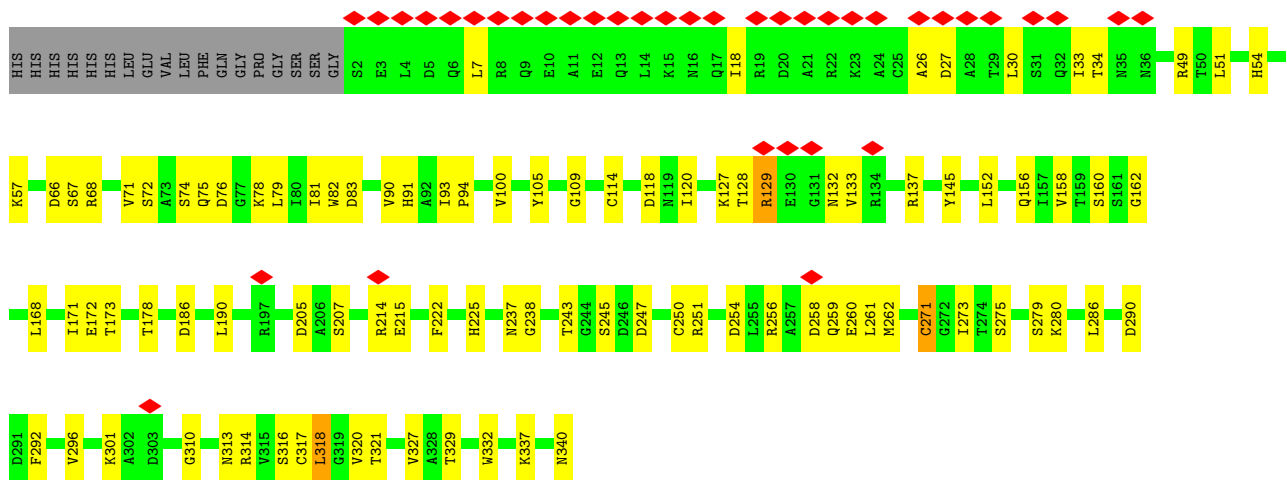 HIS HIS HIS HIS HIS HIS LEU GLU VAL LEU PHE GLN GLY PRO GLY SER SER GLY S2 E3 L4 D5 Q6 L7 R8 Q9 E10 A11 E12 Q13 L14 K15 N16 Q17 I18 R19 D20 A21 R22 K23 A24 C25 A26 D27 A28 T29 L30 S31 Q32 I33 T34 N35 N36 R49 T50 L51 H54
K57 D66 S67 R68 V71 S72 A73 S74 Q75 D76 G77 K78 L79 I80 I81 W82 D83 V90 H91 A92 I93 P94 V100 Y105 G109 C114 D118 N119 I120 K127 T128 R129 E130 G131 N132 V133 R134 R137 Y145 L152 Q156 I157 V158 T159 S160 S161 G162
L168 I171 E172 T173 T178 D186 L190 R197 D205 A206 S207 R214 E215 F222 H225 N237 G238 T243 G244 S245 D246 D247 C250 R251 D254 L255 R256 A257 D258 Q259 E260 L261 M262 C271 G272 I273 T274 S275 S279 K280 L286 D290
D291 F292 V296 K301 A302 D303 G310 N313 R314 V315 S316 C317 L318 G319 V320 T321 V327 A328 T329 W332 K337 N340